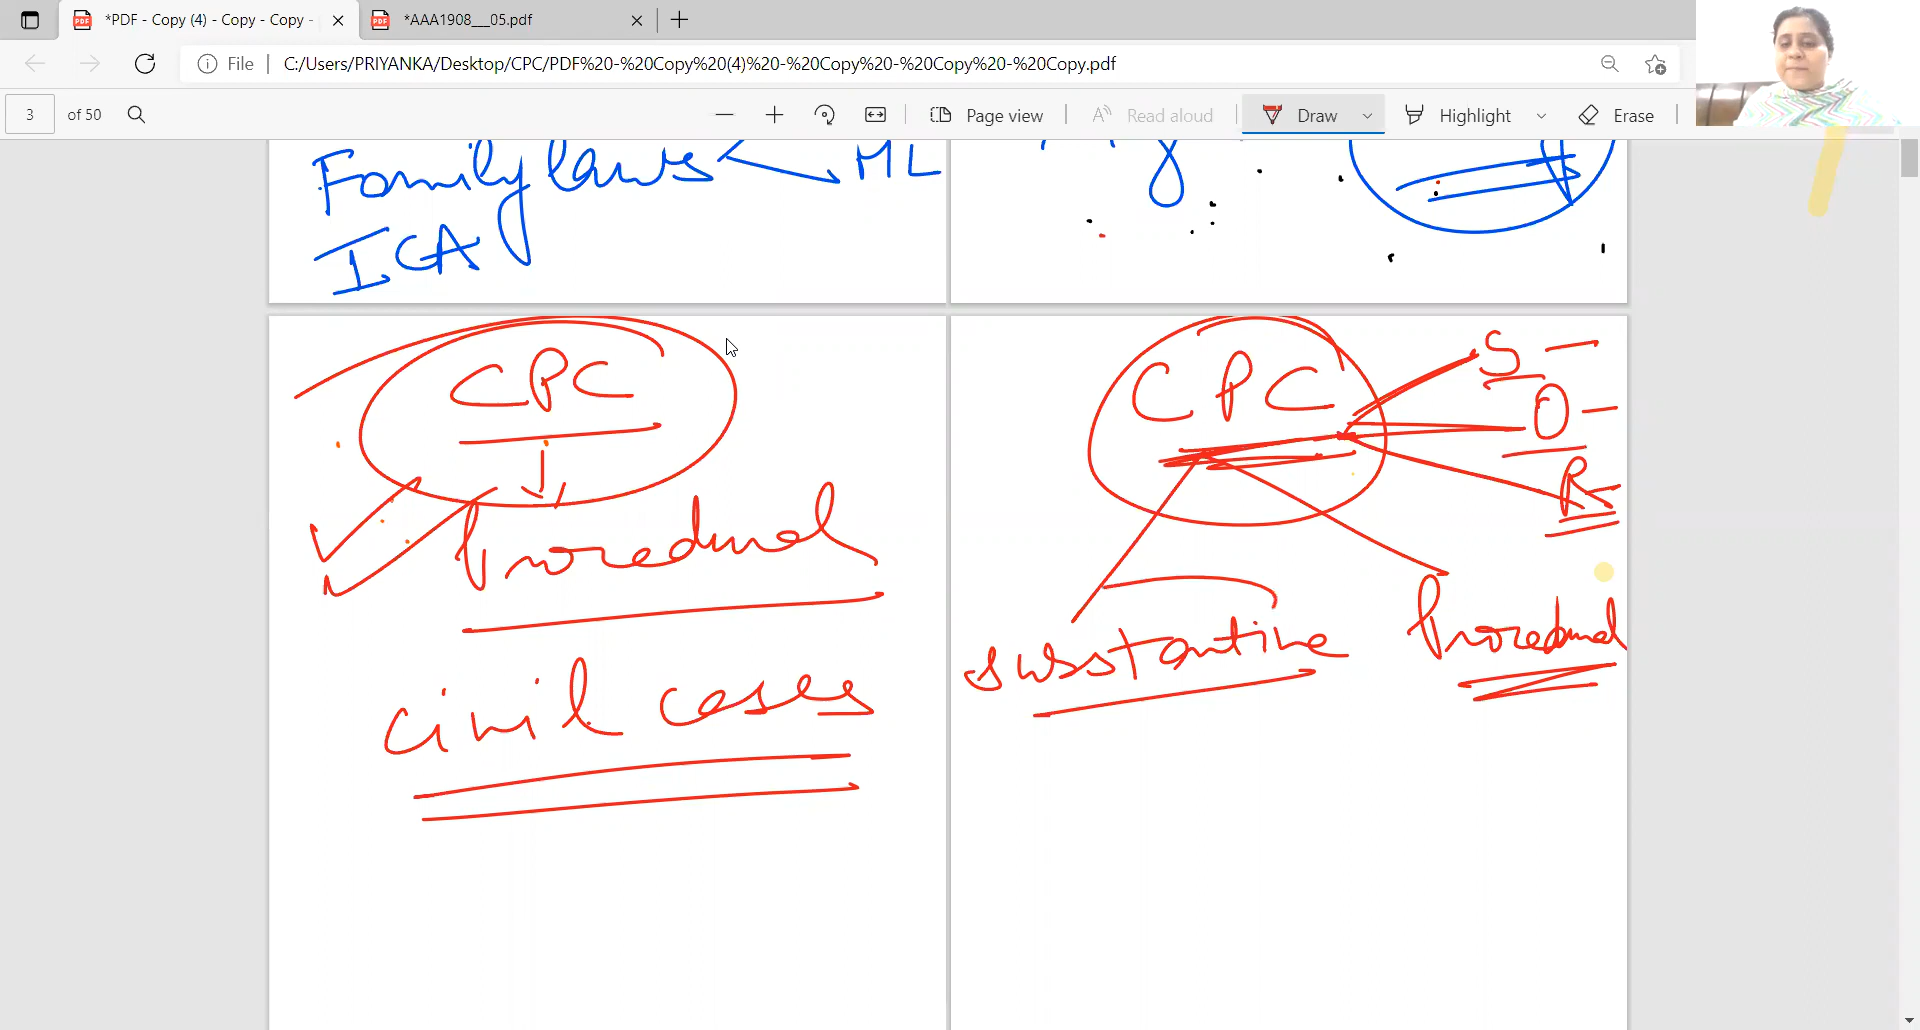 *PDF - Copy (4) - Copy - Copy -
*AAA1908___05.pdf
File
C:/Users/PRIYANKA/Desktop/CPC/PDF%20-%20Copy%20(4)%20-%20Copy%20-%20Copy%20-%20Copy.pdf
3 of 50
Page view
Read aloud
Draw
Highlight
Erase
Family laws ML
ICA
CPC
Procedural
civil cases
CPC
S -
O -
R -
substantive
Procedural